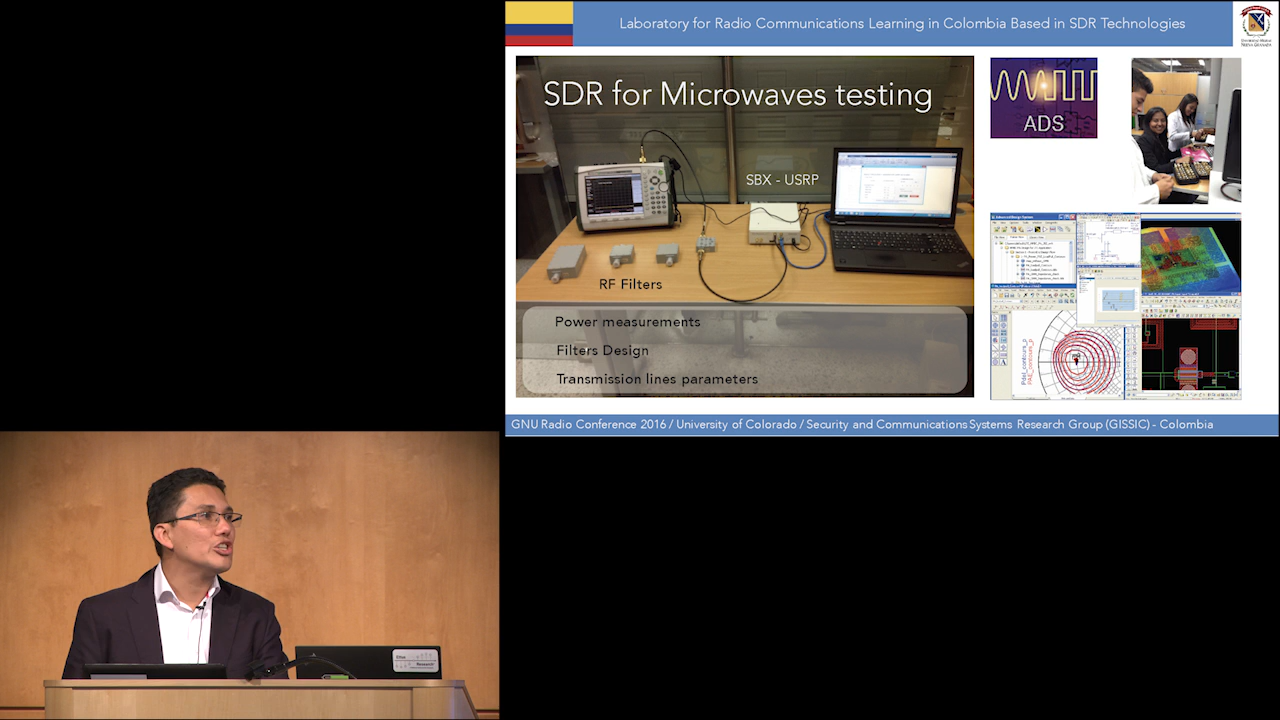 Laboratory for Radio Communications Learning in Colombia Based in SDR Technologies
SDR for Microwaves testing
SBX - USRP
RF Filters
Power measurements
Filters Design
Transmission lines parameters
ADS
GNU Radio Conference 2016 / University of Colorado / Security and Communications Systems Research Group (GISSIC) - Colombia
Ettus
Research